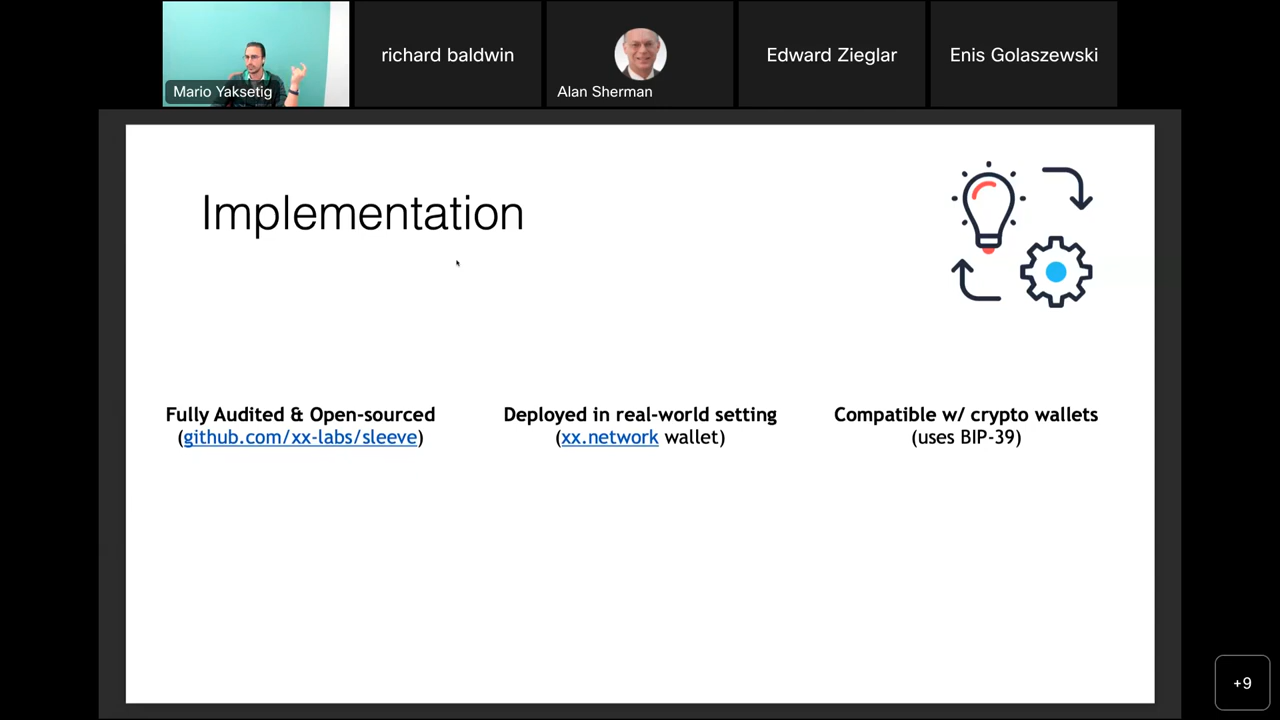 Mario Yaksetig
richard baldwin
Alan Sherman
Edward Zieglar
Enis Golaszewski
Implementation
Fully Audited & Open-sourced
(github.com/xx-labs/sleeve)
Deployed in real-world setting
(xx.network wallet)
Compatible w/ crypto wallets
(uses BIP-39)
+9